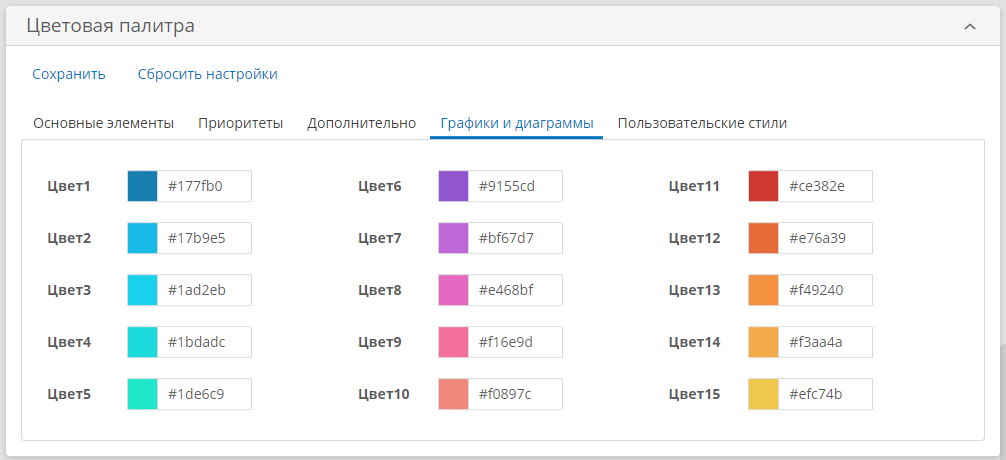 Цветовая палитра
Сохранить Сбросить настройки
Основные элементы Приоритеты Дополнительно Графики и диаграммы Пользовательские стили
Цвет1 #177fb0 Цвет6 #9155cd Цвет11 #ce382e
Цвет2 #17b9e5 Цвет7 #bf67d7 Цвет12 #e76a39
Цвет3 #1ad2eb Цвет8 #e468bf Цвет13 #f49240
Цвет4 #1bdadc Цвет9 #f16e9d Цвет14 #f3aa4a
Цвет5 #1de6c9 Цвет10 #f0897c Цвет15 #efc74b